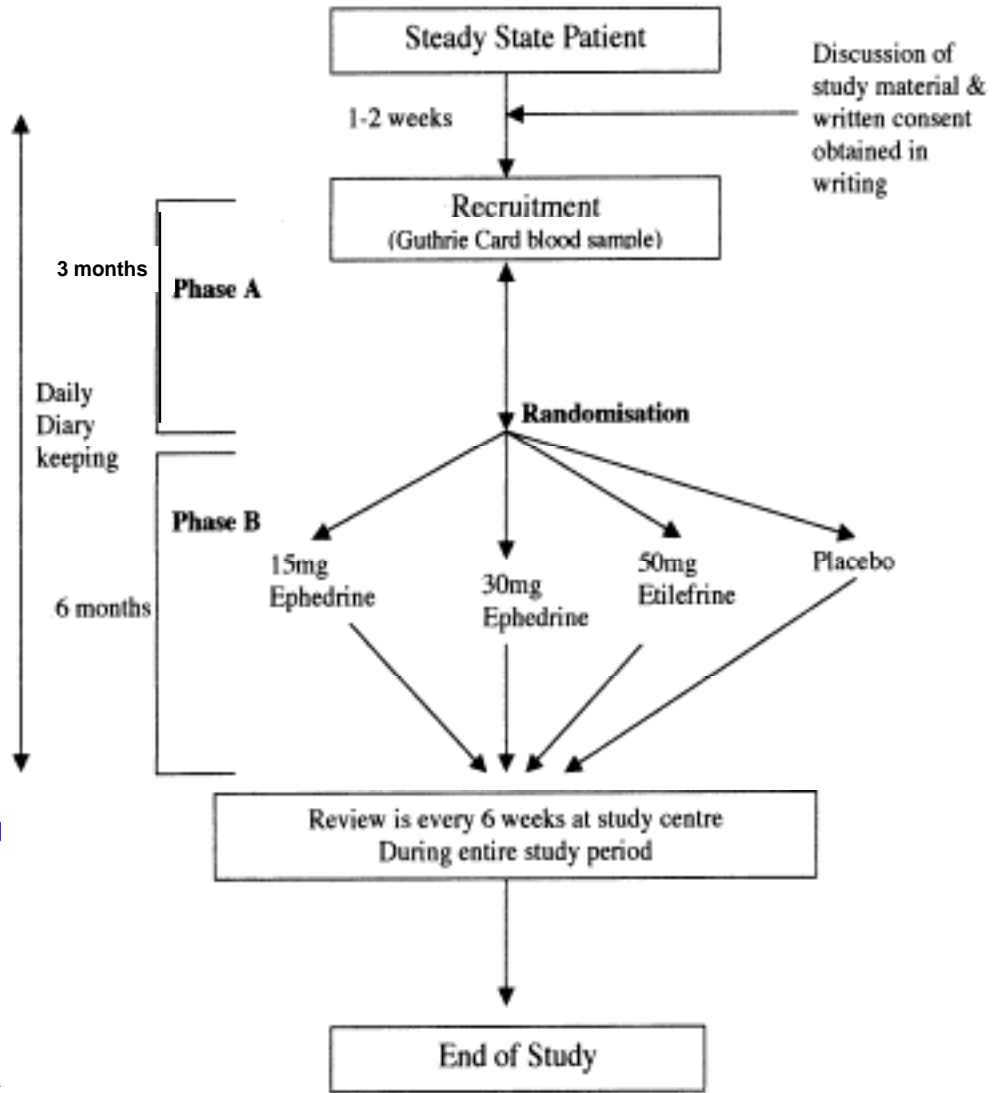 Steady State Patient
Discussion of
study material &
written consent
obtained in
writing
1-2 weeks
Recruitment
(Guthrie Card blood sample)
3 months
Phase A
Daily
Diary
keeping
Randomisation
Phase B
15mg
Ephedrine
30mg
Ephedrine
50mg
Etilefrine
Placebo
6 months
Review is every 6 weeks at study centre
During entire study period
End of Study